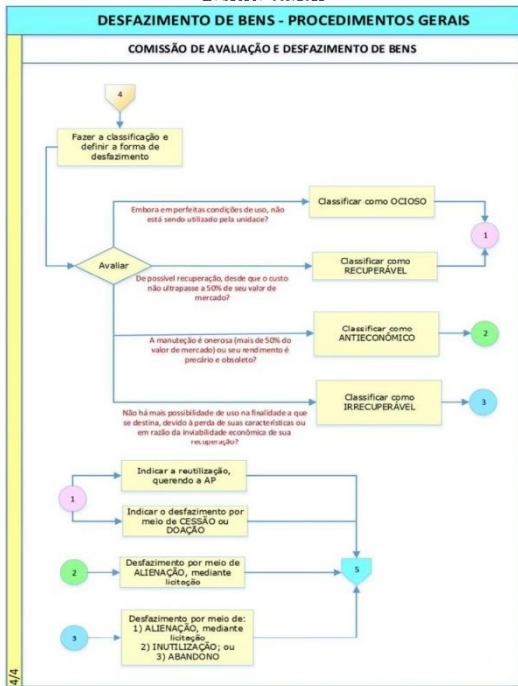 DESFAZIMENTO DE BENS - PROCEDIMENTOS GERAIS
COMISSÃO DE AVALIAÇÃO E DESFAZIMENTO DE BENS
4
Fazer a classificação e
definir a forma de
desfazimento
Avaliar
Embora em perfeitas condições de uso, não
está sendo utilizado pela unidade?
Classificar como OCIOSO
1
De possível recuperação, desde que o custo
não ultrapasse a 50% de seu valor de
mercado?
Classificar como
RECUPERÁVEL
A manuteção é onerosa (mais de 50% do
valor de mercado) ou seu rendimento é
precário e obsoleto?
Classificar como
ANTIECONÔMICO
2
Não há mais possibilidade de uso na finalidade a que
se destina, devido à perda de suas características ou
em razão da inviabilidade econômica de sua
recuperação?
Classificar como
IRRECUPERÁVEL
3
1
Indicar a reutilização,
querendo a AP
Indicar o desfazimento por
meio de CESSÃO ou
DOAÇÃO
2
Desfazimento por meio de
ALIENAÇÃO, mediante
licitação
5
3
Desfazimento por meio de:
1) ALIENAÇÃO, mediante
licitação
2) INUTILIZAÇÃO; ou
3) ABANDONO
4/4